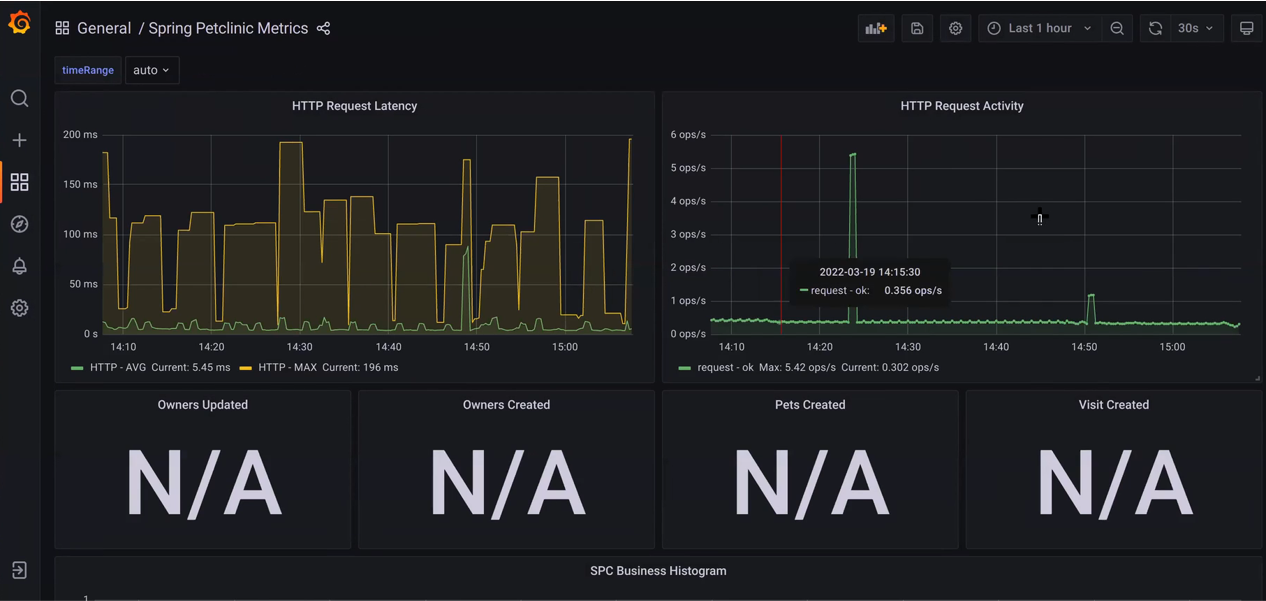 General / Spring Petclinic Metrics
Last 1 hour
30s
timeRange
auto
HTTP Request Latency
200 ms
150 ms
100 ms
50 ms
0 s
14:10 14:20 14:30 14:40 14:50 15:00
HTTP - AVG Current: 5.45 ms HTTP - MAX Current: 196 ms
HTTP Request Activity
6 ops/s
5 ops/s
4 ops/s
3 ops/s
2 ops/s
1 ops/s
0 ops/s
2022-03-19 14:15:30
request - ok: 0.356 ops/s
14:10 14:20 14:30 14:40 14:50 15:00
request - ok Max: 5.42 ops/s Current: 0.302 ops/s
Owners Updated
N/A
Owners Created
N/A
Pets Created
N/A
Visit Created
N/A
SPC Business Histogram
1